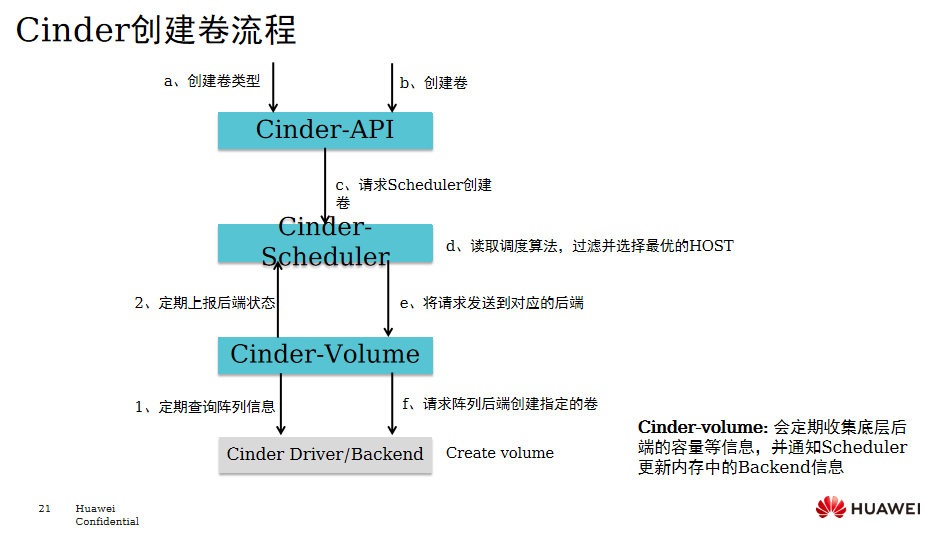 Cinder创建卷流程
a、创建卷类型
b、创建卷
Cinder-API
c、请求Scheduler创建
卷
Cinder-
Scheduler
d、读取调度算法，过滤并选择最优的HOST
2、定期上报后端状态
e、将请求发送到对应的后端
Cinder-Volume
1、定期查询阵列信息
f、请求阵列后端创建指定的卷
Cinder Driver/Backend
Create volume
Cinder-volume: 会定期收集底层后
端的容量等信息，并通知Scheduler
更新内存中的Backend信息
21
Huawei
Confidential
HUAWEI